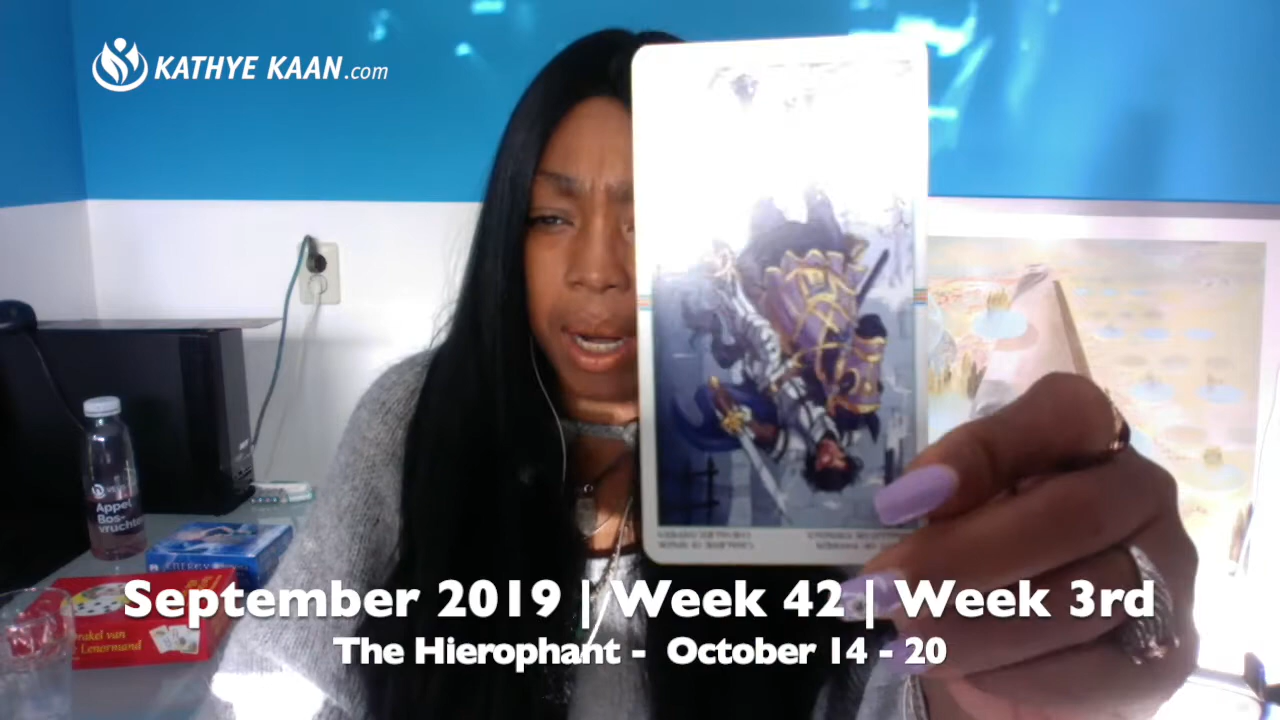 KATHYE KAAN.com
Appel
Bos-
vruchten
ENERGY
Orakel van
Lenormand
September 2019 | Week 42 | Week 3rd
The Hierophant - October 14 - 20